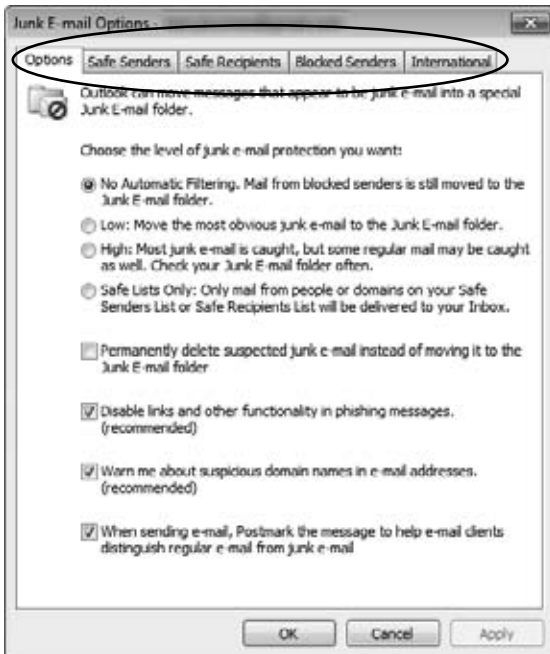 Junk E-mail Options -
Options Safe Senders Safe Recipients Blocked Senders International
Outlook can move messages that appear to be junk e-mail into a special
Junk E-mail folder.
Choose the level of junk e-mail protection you want:
No Automatic Filtering. Mail from blocked senders is still moved to the
Junk E-mail folder.
Low: Move the most obvious junk e-mail to the Junk E-mail folder.
High: Most junk e-mail is caught, but some regular mail may be caught
as well. Check your Junk E-mail folder often.
Safe Lists Only: Only mail from people or domains on your Safe
Senders List or Safe Recipients List will be delivered to your Inbox.
Permanently delete suspected junk e-mail instead of moving it to the
Junk E-mail folder
Disable links and other functionality in phishing messages.
(recommended)
Warn me about suspicious domain names in e-mail addresses.
(recommended)
When sending e-mail, Postmark the message to help e-mail clients
distinguish regular e-mail from junk e-mail
OK Cancel Apply